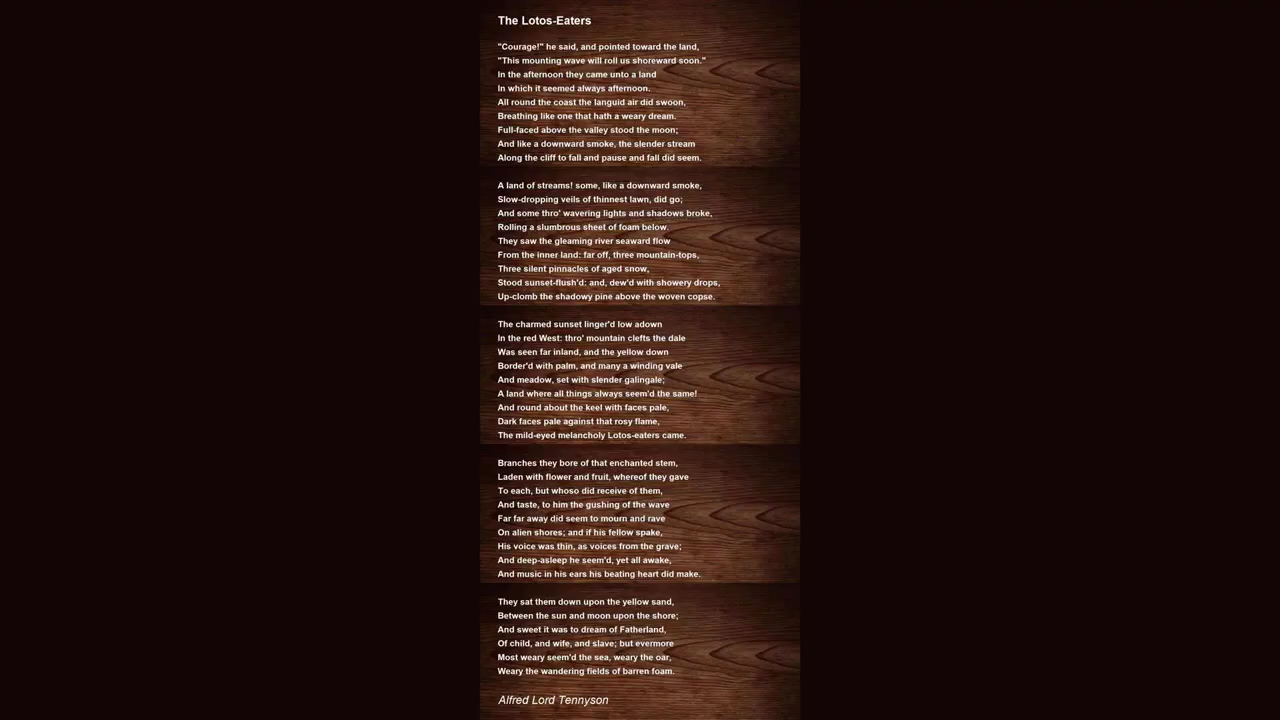 The Lotos-Eaters
"Courage!" he said, and pointed toward the land,
"This mounting wave will roll us shoreward soon."
In the afternoon they came unto a land
In which it seemed always afternoon.
All round the coast the languid air did swoon,
Breathing like one that hath a weary dream.
Full-faced above the valley stood the moon;
And like a downward smoke, the slender stream
Along the cliff to fall and pause and fall did seem.
A land of streams! some, like a downward smoke,
Slow-dropping veils of thinnest lawn, did go;
And some thro' wavering lights and shadows broke,
Rolling a slumbrous sheet of foam below.
They saw the gleaming river seaward flow
From the inner land: far off, three mountain-tops,
Three silent pinnacles of aged snow,
Stood sunset-flush'd: and, dew'd with showery drops,
Up-clomb the shadowy pine above the woven copse.
The charmed sunset linger'd low adown
In the red West: thro' mountain clefts the dale
Was seen far inland, and the yellow down
Border'd with palm, and many a winding vale
And meadow, set with slender galingale;
A land where all things always seem'd the same!
And round about the keel with faces pale,
Dark faces pale against that rosy flame,
The mild-eyed melancholy Lotos-eaters came.
Branches they bore of that enchanted stem,
Laden with flower and fruit, whereof they gave
To each, but whoso did receive of them,
And taste, to him the gushing of the wave
Far far away did seem to mourn and rave
On alien shores; and if his fellow spake,
His voice was thin, as voices from the grave;
And deep-asleep he seem'd, yet all awake,
And music in his ears his beating heart did make.
They sat them down upon the yellow sand,
Between the sun and moon upon the shore;
And sweet it was to dream of Fatherland,
Of child, and wife, and slave; but evermore
Most weary seem'd the sea, weary the oar,
Weary the wandering fields of barren foam.
Alfred Lord Tennyson